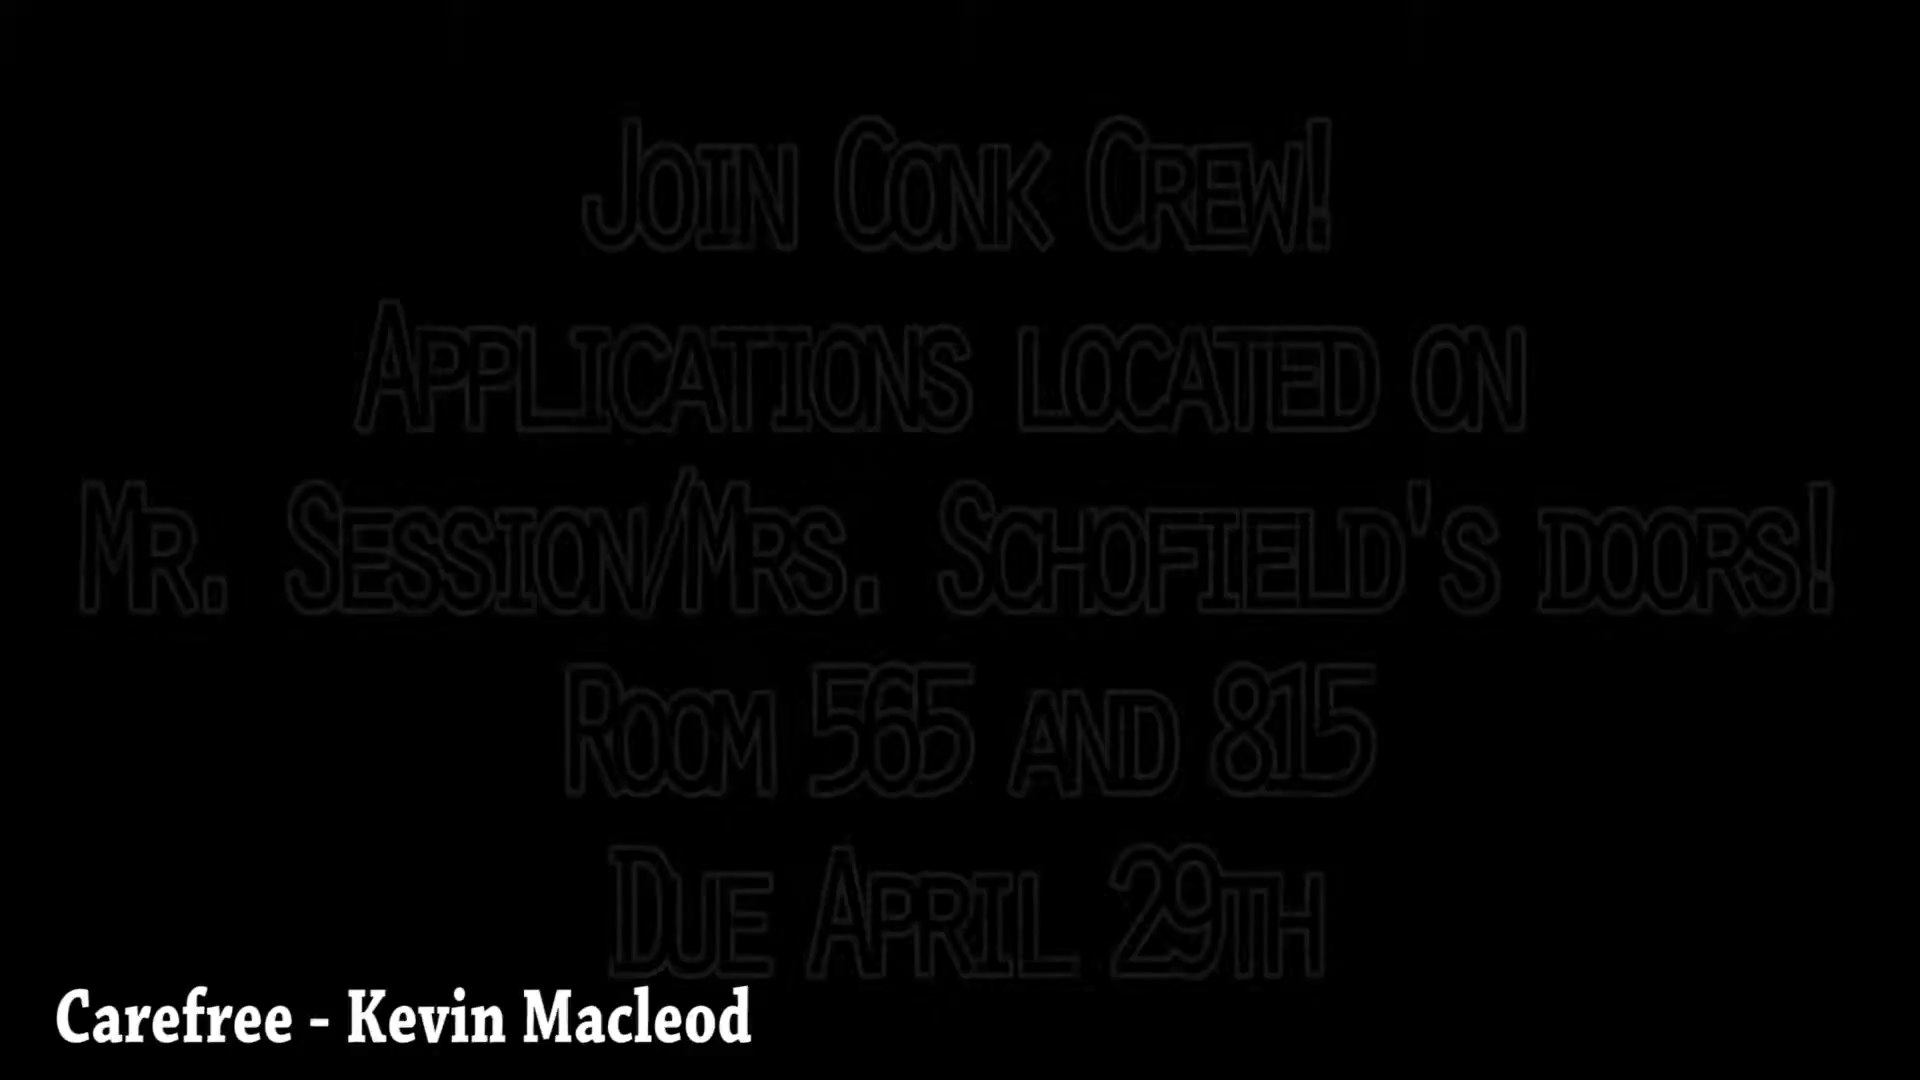 Join Conk Crew!
Applications located on
Mr. Session/Mrs. Schofield's doors!
Room 565 and 815
Due April 29th
Carefree - Kevin Macleod